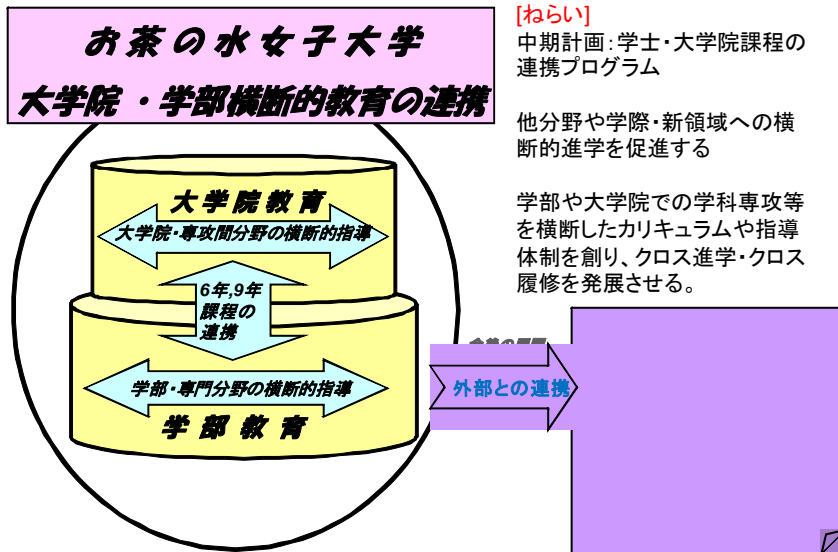 お茶の水女子大学
大学院・学部横断的教育の連携
[ねらい]
中期計画:学士・大学院課程の
連携プログラム
他分野や学際・新領域への横
断的進学を促進する
学部や大学院での学科専攻等
を横断したカリキュラムや指導
体制を創り、クロス進学・クロス
履修を発展させる。
大学院教育
大学院・専攻間分野の横断的指導
6年,9年
課程の
連携
学部・専門分野の横断的指導
学部教育
外部との連携